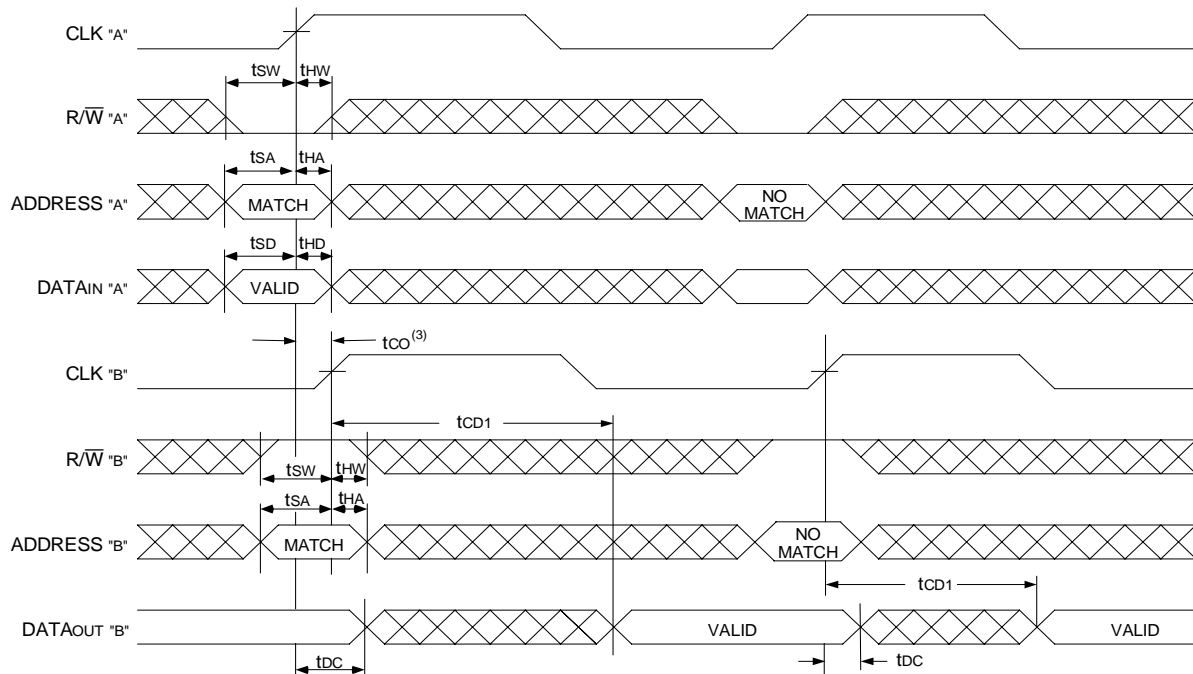 CLK "A"
tSW tHW
R/W̅ "A"
tSA tHA
ADDRESS "A" MATCH NO MATCH
tSD tHD
DATAIN "A" VALID
tCO(3)
CLK "B"
tCD1
R/W̅ "B"
tSW tHW
tSA tHA
ADDRESS "B" MATCH NO MATCH
tCD1
DATAOUT "B" VALID VALID
tDC tDC